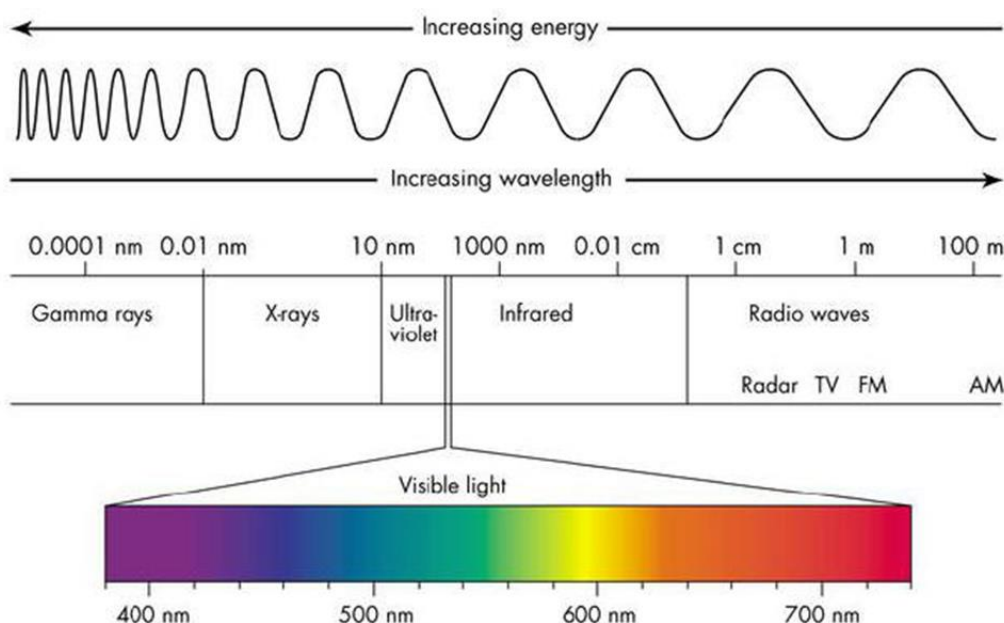 Increasing energy
Increasing wavelength
0.0001 nm 0.01 nm 10 nm 1000 nm 0.01 cm 1 cm 1 m 100 m
Gamma rays X-rays Ultra- Infrared Radio waves
violet
Radar TV FM AM
Visible light
400 nm 500 nm 600 nm 700 nm